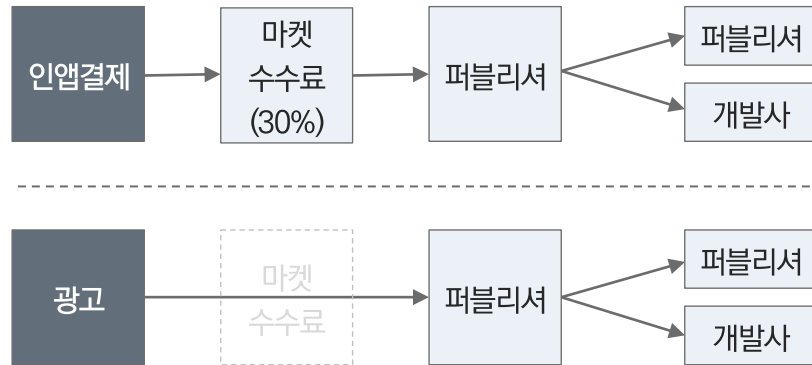 인앱결제
마켓
수수료
(30%)
퍼블리셔
퍼블리셔
개발사
광고
마켓
수수료
퍼블리셔
퍼블리셔
개발사